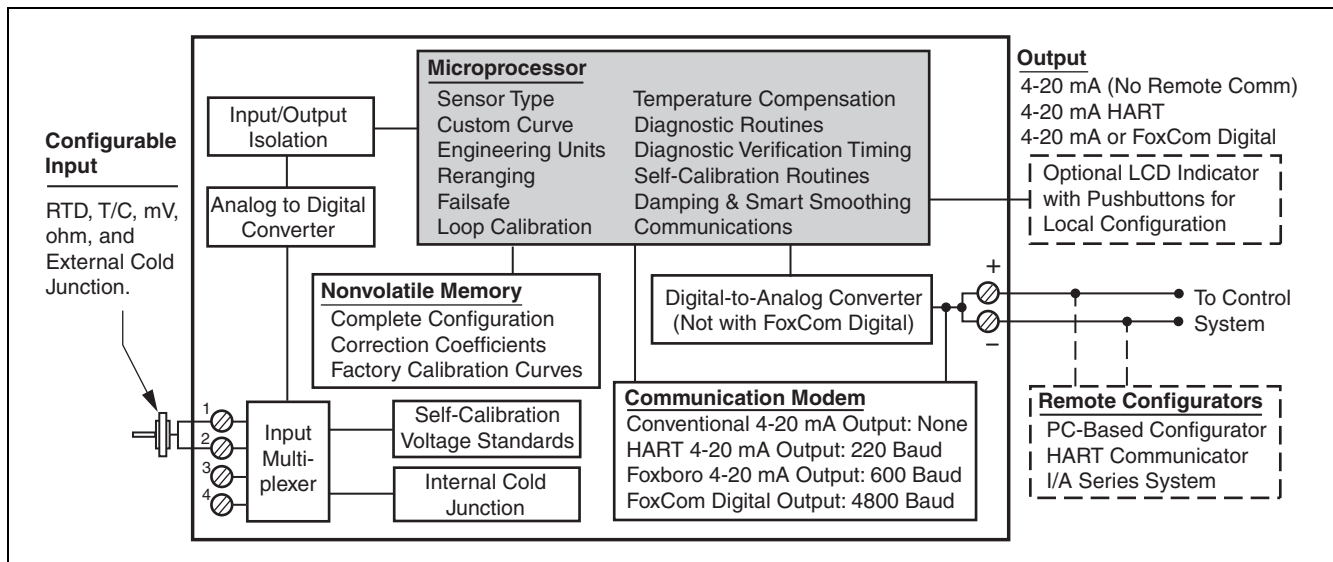 Configurable
Input
RTD, T/C, mV,
ohm, and
External Cold
Junction.
Input/Output
Isolation
Analog to Digital
Converter
Microprocessor
Sensor Type
Custom Curve
Engineering Units
Reranging
Failsafe
Loop Calibration
Temperature Compensation
Diagnostic Routines
Diagnostic Verification Timing
Self-Calibration Routines
Damping & Smart Smoothing
Communications
Output
4-20 mA (No Remote Comm)
4-20 mA HART
4-20 mA or FoxCom Digital
Optional LCD Indicator
with Pushbuttons for
Local Configuration
Nonvolatile Memory
Complete Configuration
Correction Coefficients
Factory Calibration Curves
Digital-to-Analog Converter
(Not with FoxCom Digital)
+
−
To Control
System
1
2
3
4
Input
Multi-
plexer
Self-Calibration
Voltage Standards
Internal Cold
Junction
Communication Modem
Conventional 4-20 mA Output: None
HART 4-20 mA Output: 220 Baud
Foxboro 4-20 mA Output: 600 Baud
FoxCom Digital Output: 4800 Baud
Remote Configurators
PC-Based Configurator
HART Communicator
I/A Series System